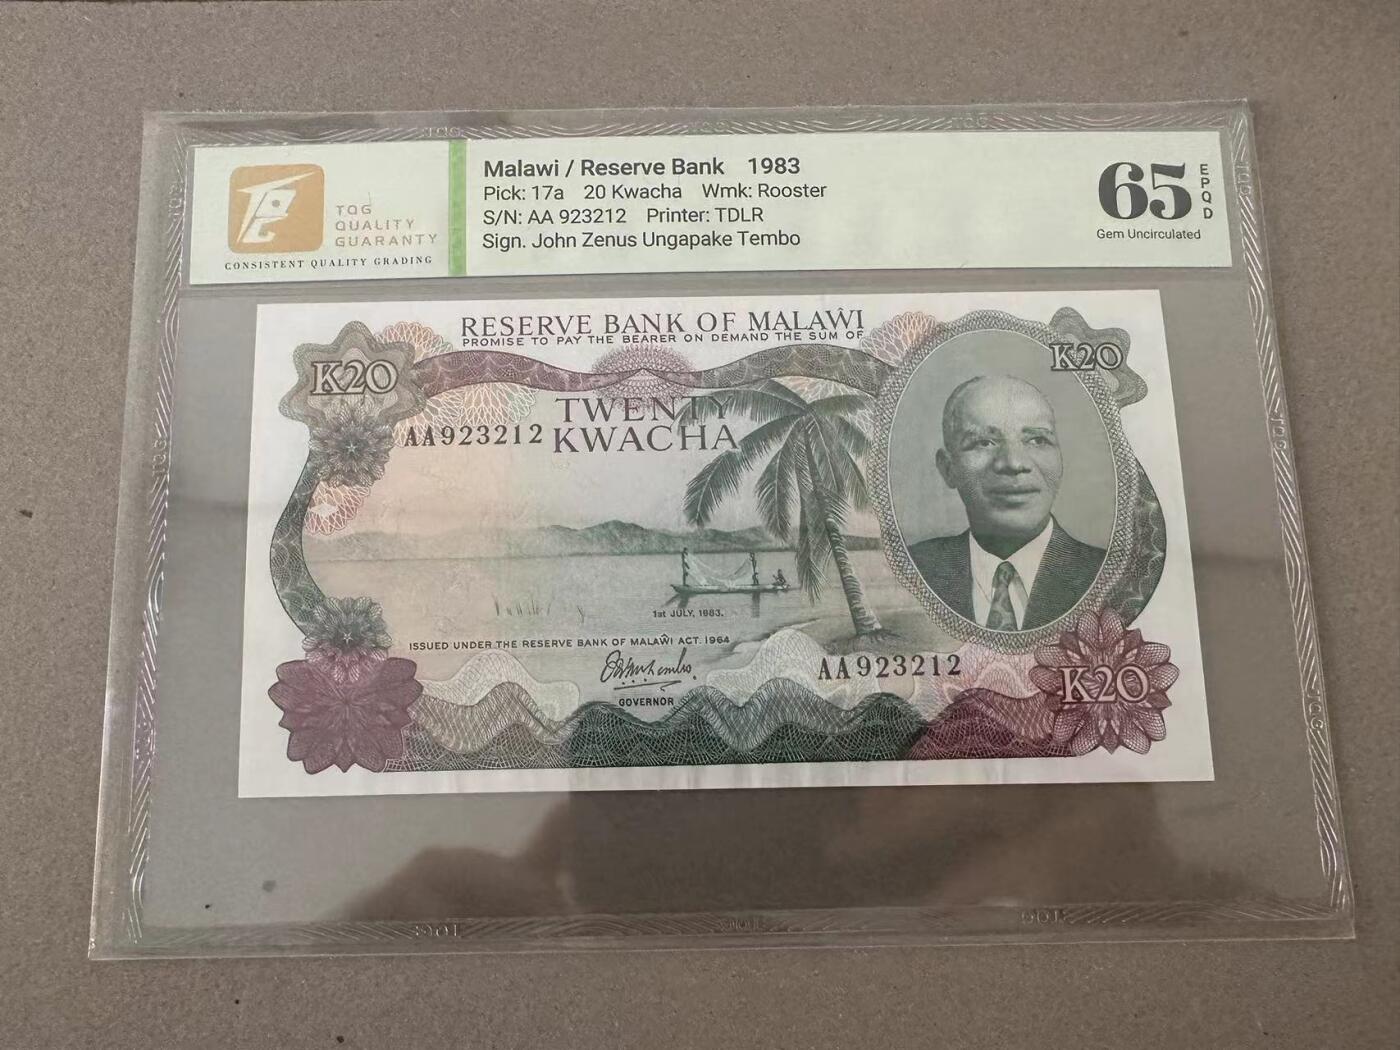 TQG
QUALITY
GUARANTY
CONSISTENT QUALITY GRADING
Malawi / Reserve Bank 1983
Pick: 17a 20 Kwacha Wmk: Rooster
S/N: AA 923212 Printer: TDLR
Sign. John Zenus Ungapake Tembo
65
EPQD
Gem Uncirculated
RESERVE BANK OF MALAŴI
PROMISE TO PAY THE BEARER ON DEMAND THE SUM OF
K20
K20
TWENTY
KWACHA
AA923212
1st JULY, 1983.
ISSUED UNDER THE RESERVE BANK OF MALAŴI ACT. 1964
GOVERNOR
AA923212
K20